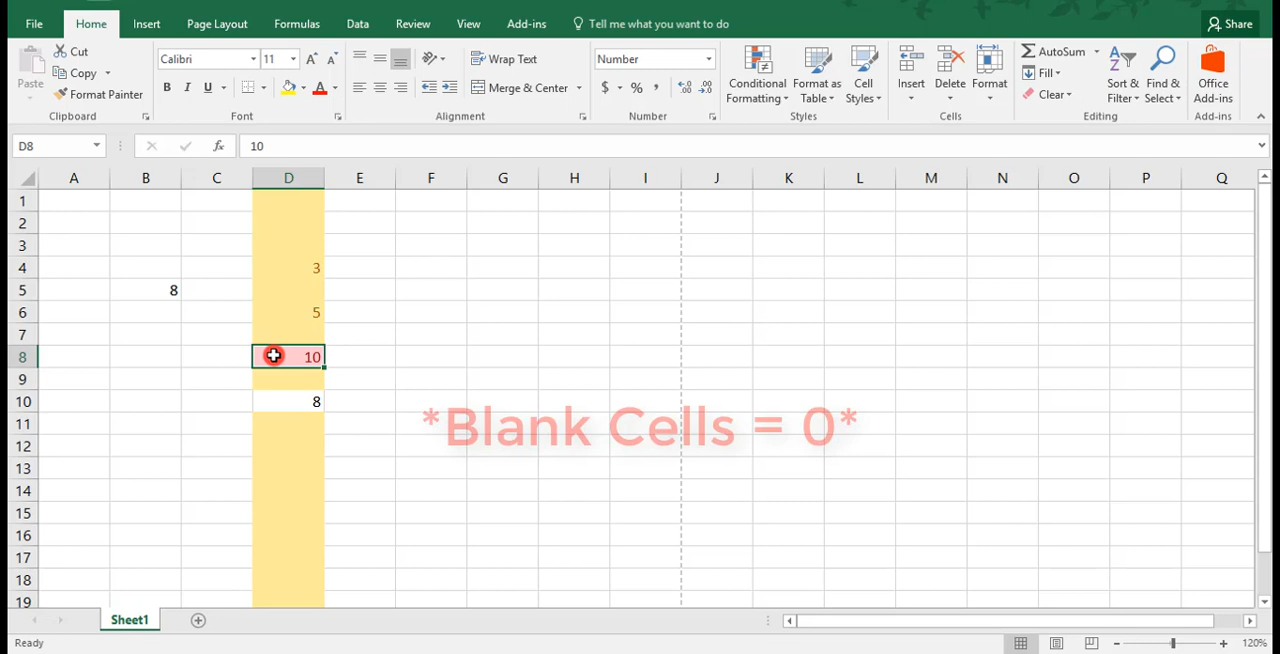 File Home Insert Page Layout Formulas Data Review View Add-ins Tell me what you want to do Share
Paste Cut Copy Format Painter
Calibri 11 A A
B I U A
Wrap Text
Merge & Center
Number
$ % ,
Conditional Formatting Format as Table Cell Styles
Insert Delete Format
AutoSum Fill Clear
Sort & Filter Find & Select
Office Add-ins
Clipboard Font Alignment Number Styles Cells Editing Add-ins
D8 fx 10
A B C D E F G H I J K L M N O P Q
1
2
3
4 3
5 8
6 5
7
8 10
9
10 8
*Blank Cells = 0*
11
12
13
14
15
16
17
18
19
Sheet1
Ready 120%